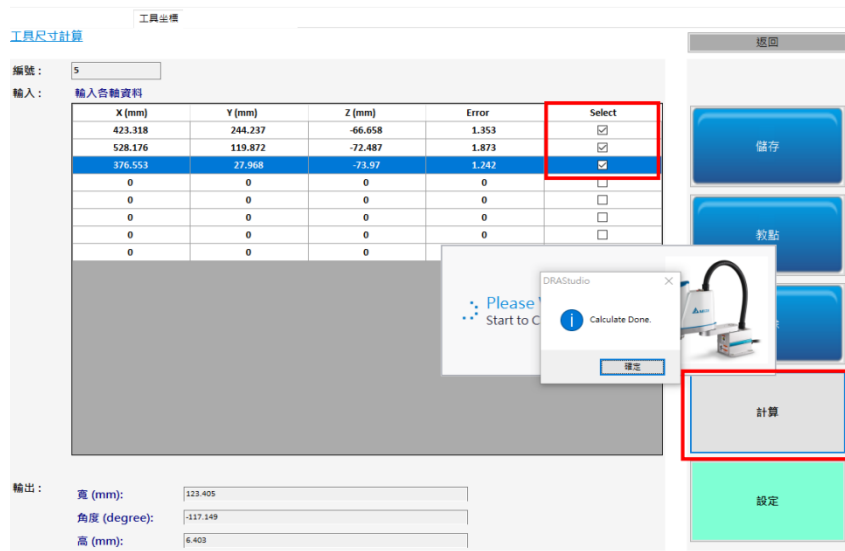 工具坐標
工具尺寸計算
返回
編號： 5
輸入： 輸入各軸資料
X (mm) Y (mm) Z (mm) Error Select
423.318 244.237 -66.658 1.353
528.176 119.872 -72.487 1.873
376.553 27.968 -73.97 1.242
0 0 0 0
0 0 0 0
0 0 0 0
0 0 0 0
0 0 0
儲存
教點
Please
Start to C
DRAStudio
Calculate Done.
確定
計算
設定
輸出：
寬 (mm): 123.405
角度 (degree): -117.149
高 (mm): 6.403